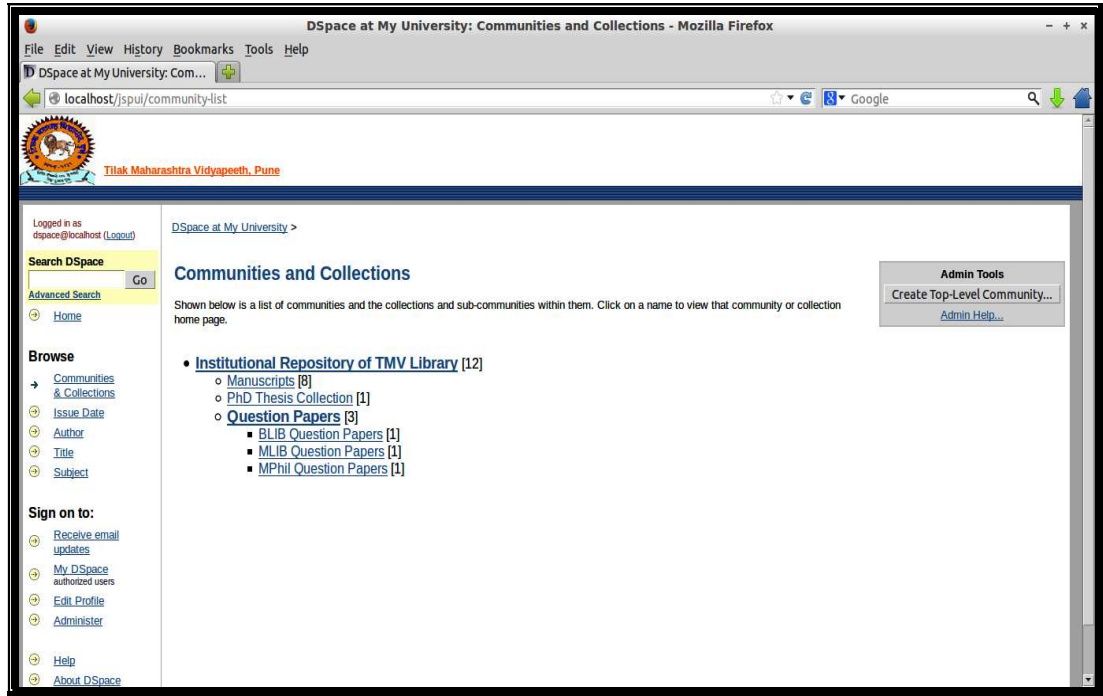 DSpace at My University: Communities and Collections - Mozilla Firefox
File Edit View History Bookmarks Tools Help
DSpace at My University: Com...
localhost/jspui/community-list
Google
Tilak Maharashtra Vidyapeeth, Pune
Logged in as
dspace@localhost (Logout)
Search DSpace
Go
Advanced Search
Home
Browse
Communities
& Collections
Issue Date
Author
Title
Subject
Sign on to:
Receive email
updates
My DSpace
authorized users
Edit Profile
Administer
Help
About DSpace
DSpace at My University >
Communities and Collections
Shown below is a list of communities and the collections and sub-communities within them. Click on a name to view that community or collection
home page.
Institutional Repository of TMV Library [12]
Manuscripts [8]
PhD Thesis Collection [1]
Question Papers [3]
BLIB Question Papers [1]
MLIB Question Papers [1]
MPhil Question Papers [1]
Admin Tools
Create Top-Level Community...
Admin Help...